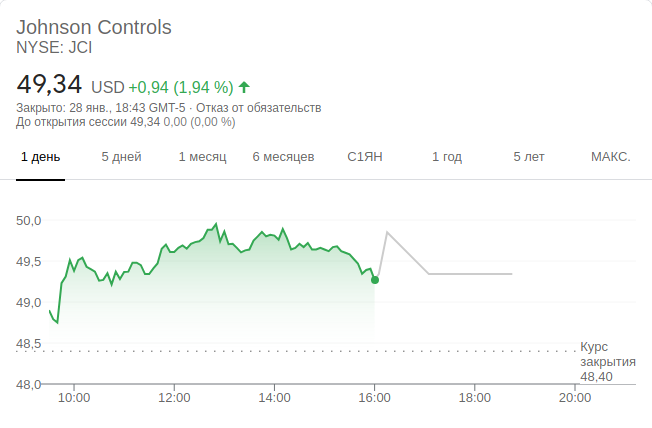 Johnson Controls
NYSE: JCI
49,34 USD +0,94 (1,94 %)
Закрыто: 28 янв., 18:43 GMT-5 · Отказ от обязательств
До открытия сессии 49,34 0,00 (0,00 %)
1 день 5 дней 1 месяц 6 месяцев С1ЯН 1 год 5 лет МАКС.
50,0
49,5
49,0
48,5
Курс
закрытия
48,40
48,0
10:00 12:00 14:00 16:00 18:00 20:00